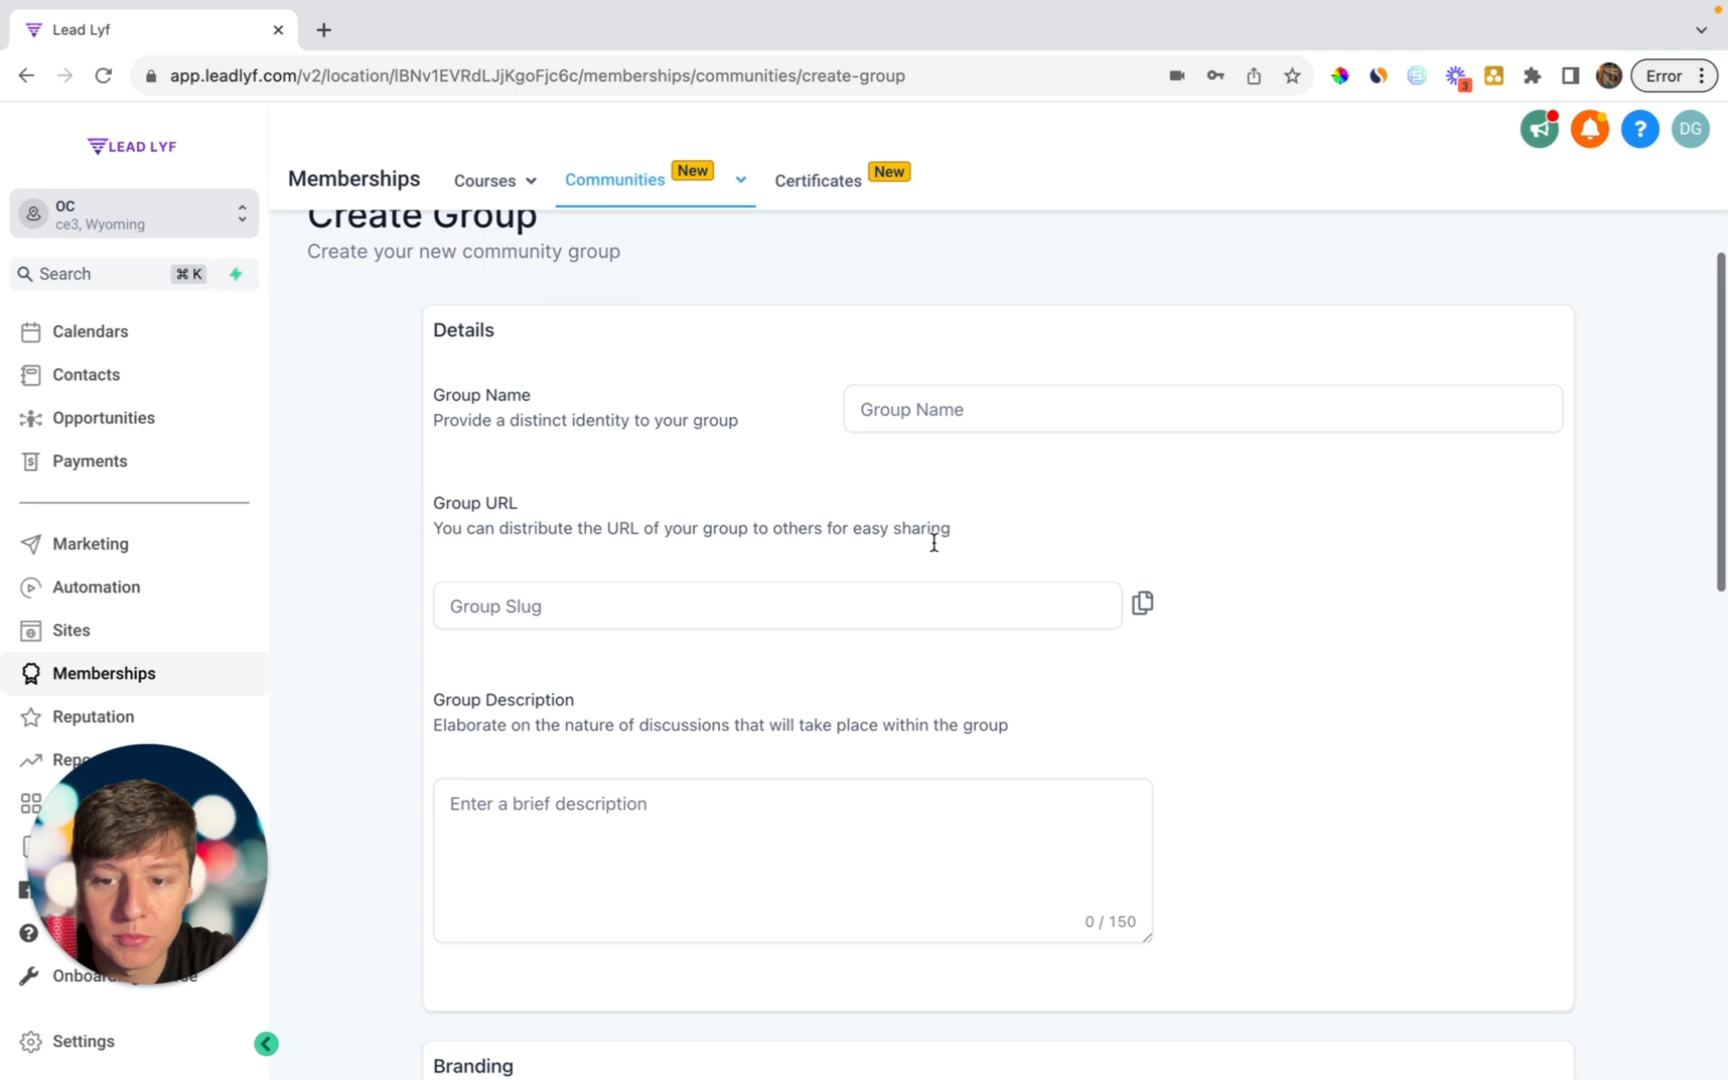 Lead Lyf
app.leadlyf.com/v2/location/lBNv1EVRdLJjKgoFjc6c/memberships/communities/create-group
3
Error
LEAD LYF
Memberships
Courses
Communities
New
Certificates
New
?
DG
OC
ce3, Wyoming
Search
⌘ K
Calendars
Contacts
Opportunities
Payments
Marketing
Automation
Sites
Memberships
Reputation
Settings
Create Group
Create your new community group
Details
Group Name
Provide a distinct identity to your group
Group Name
Group URL
You can distribute the URL of your group to others for easy sharing
Group Slug
Group Description
Elaborate on the nature of discussions that will take place within the group
Enter a brief description
0 / 150
Branding